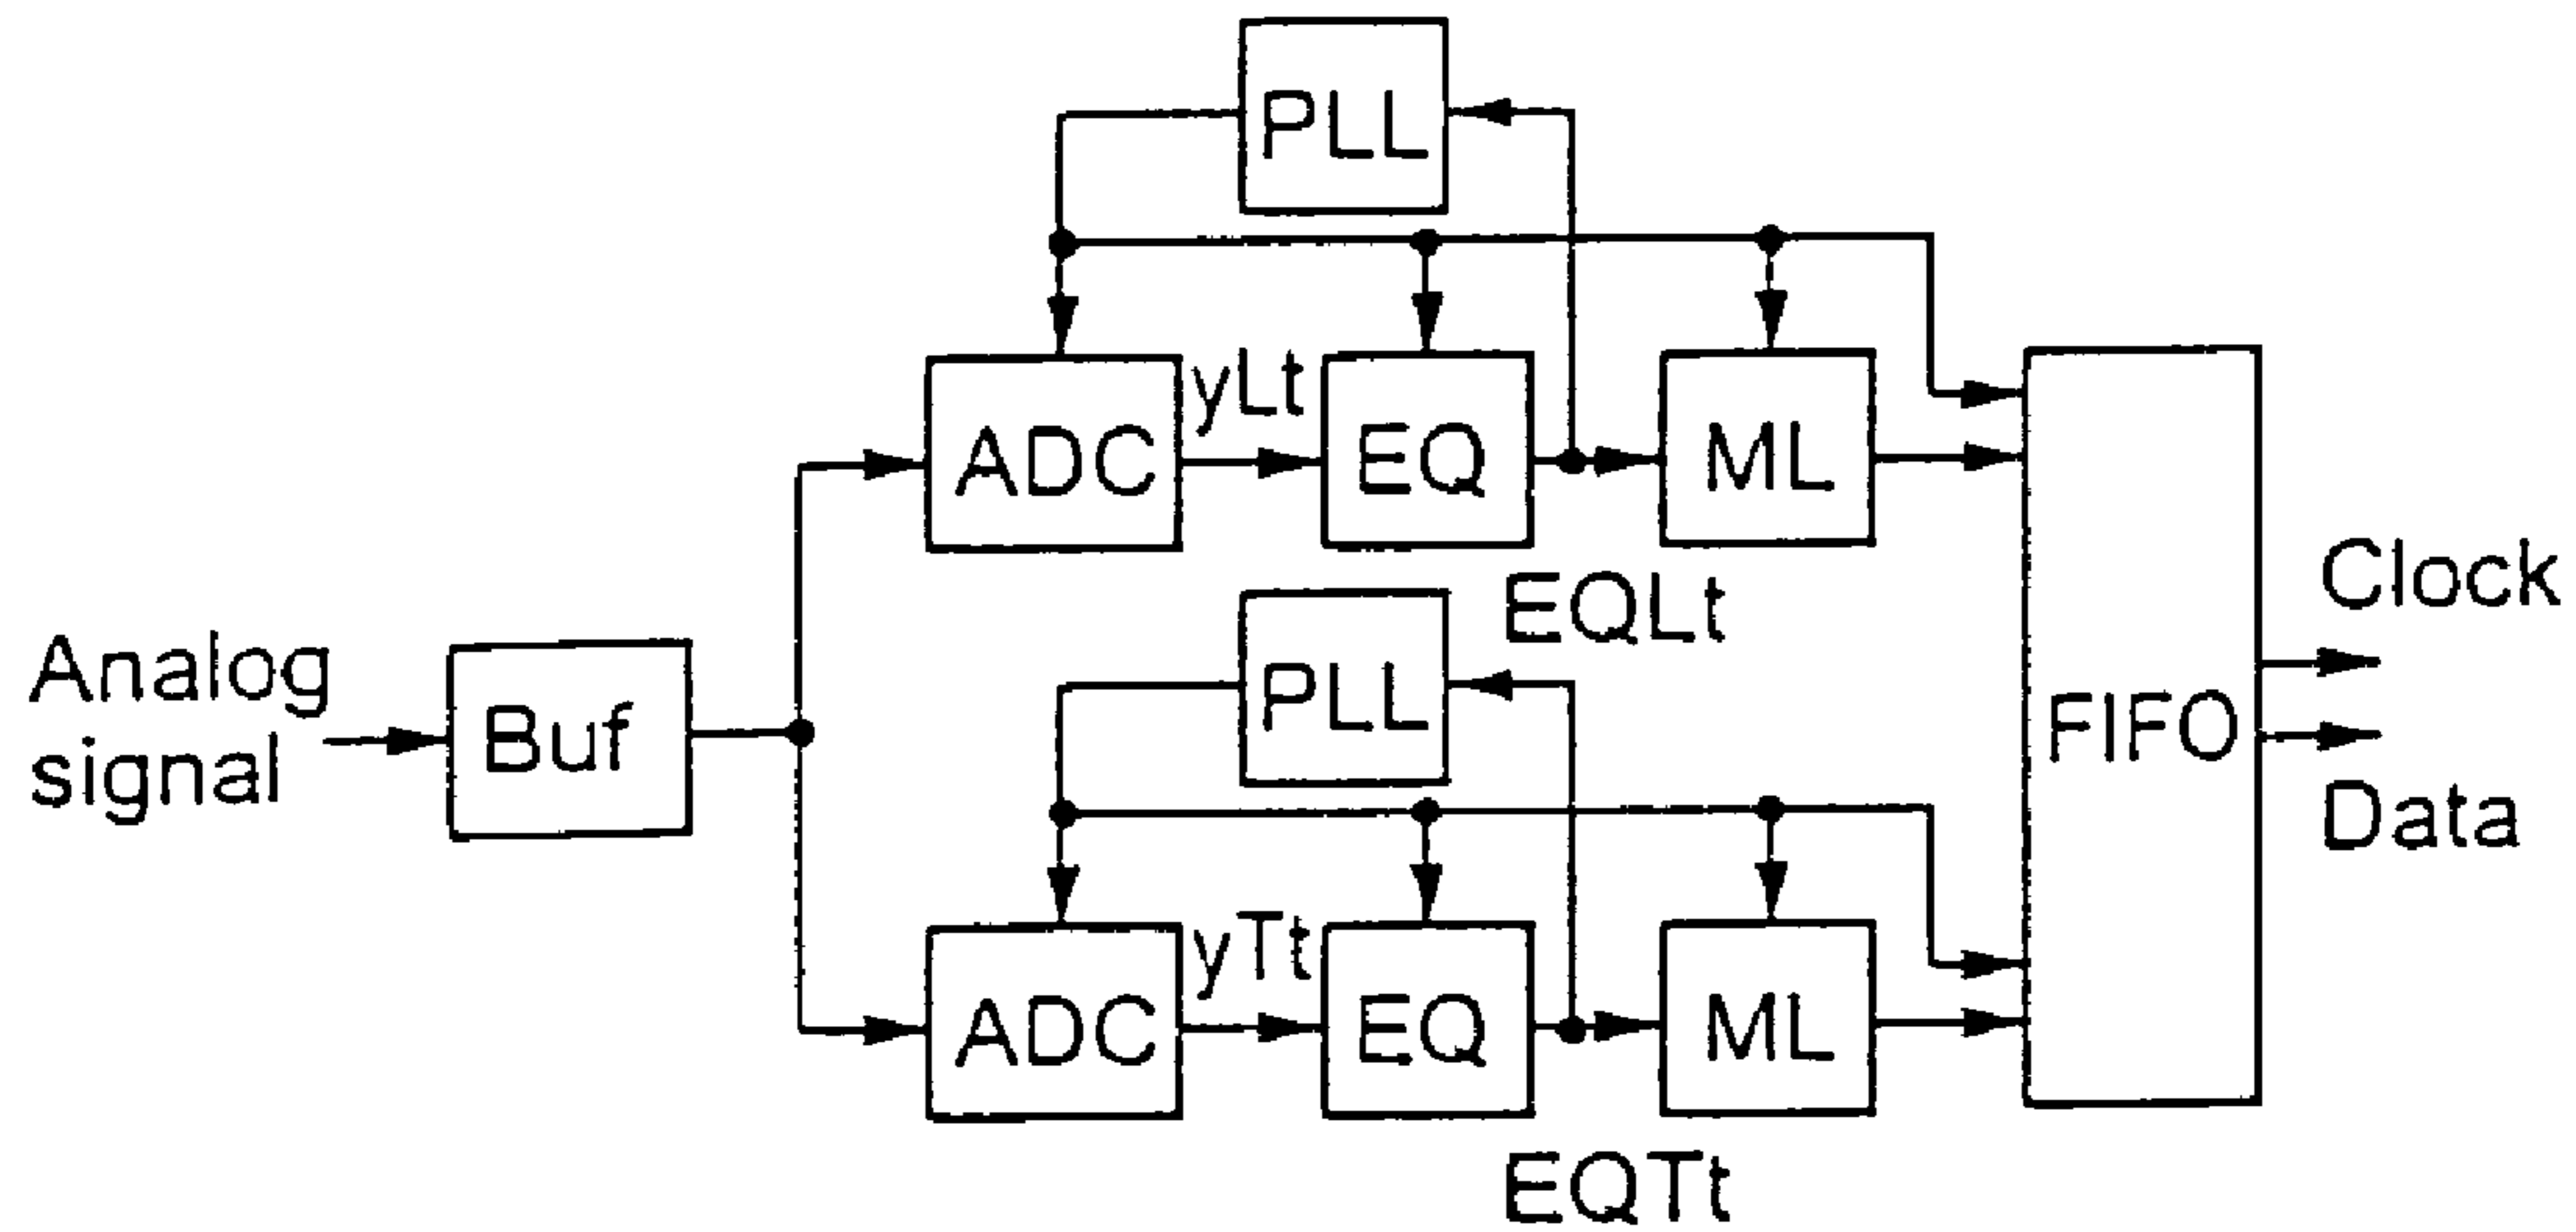 PLL
yLt
ADC
EQ
ML
EQLt
Clock
Analog
signal
Buf
PLL
FIFO
Data
yTt
ADC
EQ
ML
EQTt